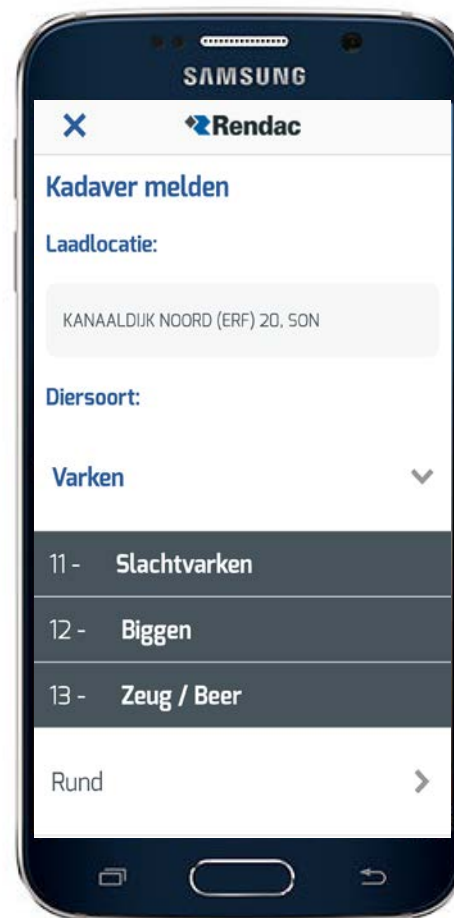 SAMSUNG
Rendac
Kadaver melden
Laadlocatie:
KANAALDIJK NOORD (ERF) 20, SON
Diersoort:
Varken
11 - Slachtvarken
12 - Biggen
13 - Zeug / Beer
Rund